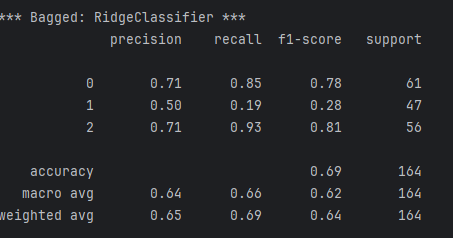 *** Bagged: RidgeClassifier ***
precision recall f1-score support
0 0.71 0.85 0.78 61
1 0.50 0.19 0.28 47
2 0.71 0.93 0.81 56
accuracy 0.69 164
macro avg 0.64 0.66 0.62 164
weighted avg 0.65 0.69 0.64 164